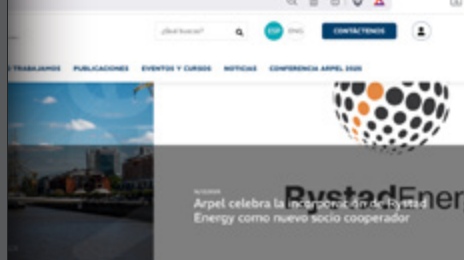 ¿Qué buscas?
ESP ENG
CONTÁCTENOS
TRABAJAMOS PUBLICACIONES EVENTOS Y CURSOS NOTICIAS CONFERENCIA ARPEL 2025
RystadEner
Arpel celebra la incorporación de Rystad
Energy como nuevo socio cooperador